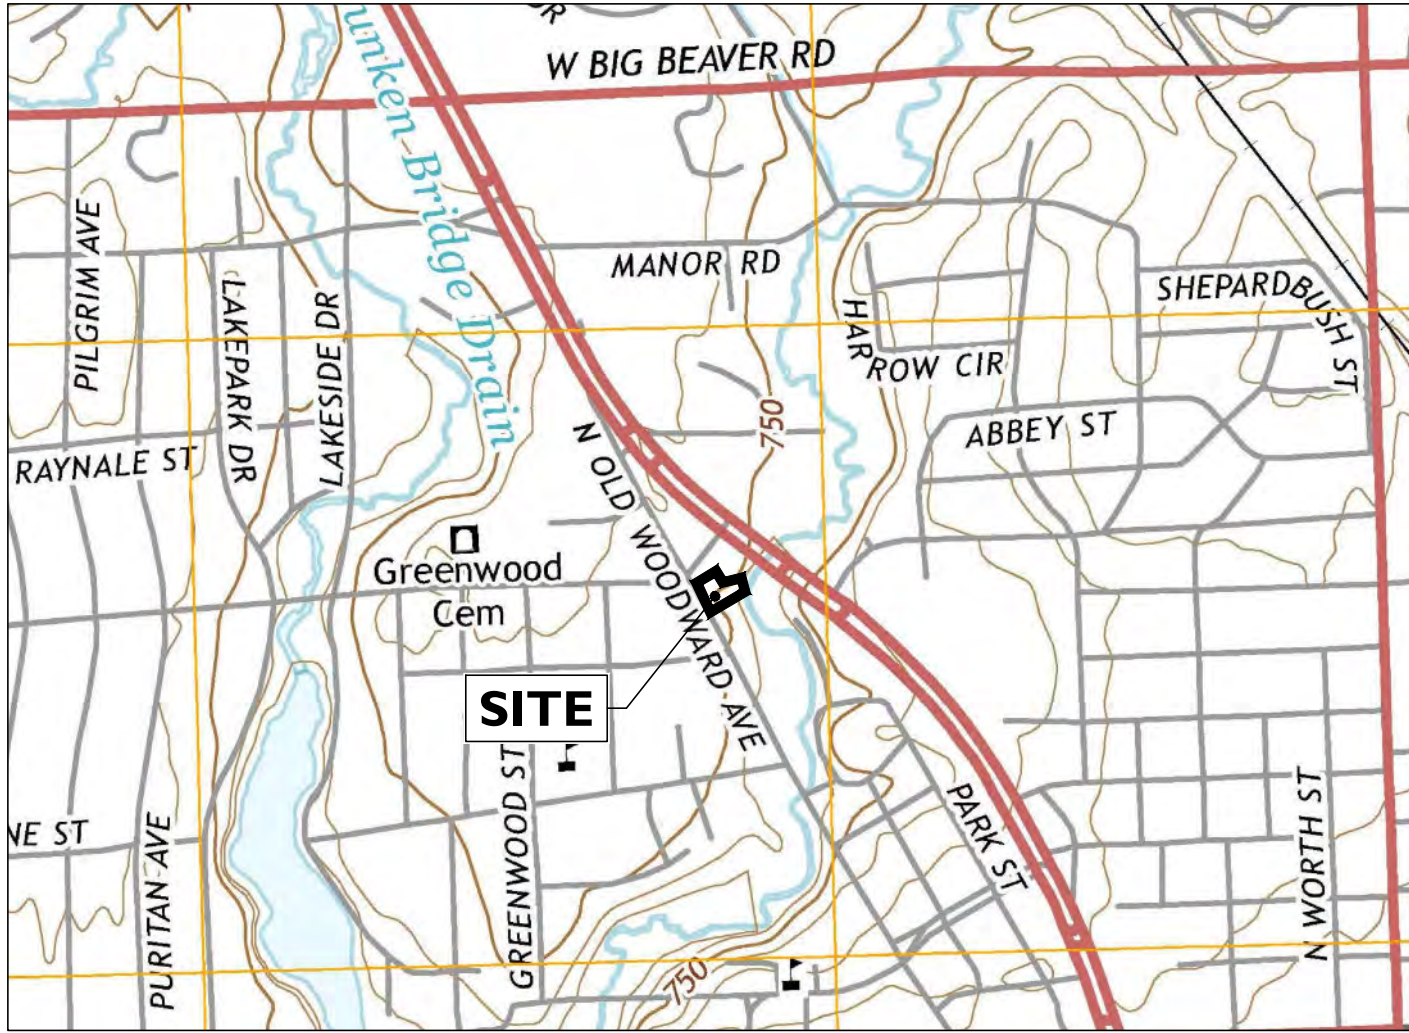 W BIG BEAVER RD
unken Bridge Drain
PILGRIM AVE
LAKEPARK DR
LAKESIDE DR
MANOR RD
SHEPARD
BUSH ST
HARROW CIR
ABBEY ST
RAYNALE ST
750
N OLD WOODWARD AVE
Greenwood
Cem
SITE
GREENWOOD ST
PURITAN AVE
NE ST
PARK ST
N WORTH ST
750